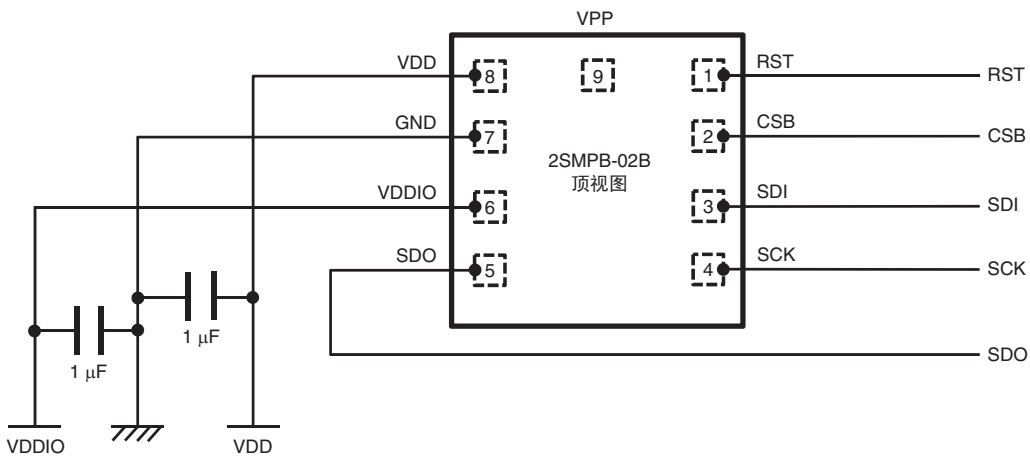 VPP
VDD
8
9
1
RST
RST
GND
7
2
CSB
CSB
2SMPB-02B
顶视图
VDDIO
6
3
SDI
SDI
SDO
5
4
SCK
SCK
1 μF
1 μF
SDO
VDDIO
VDD